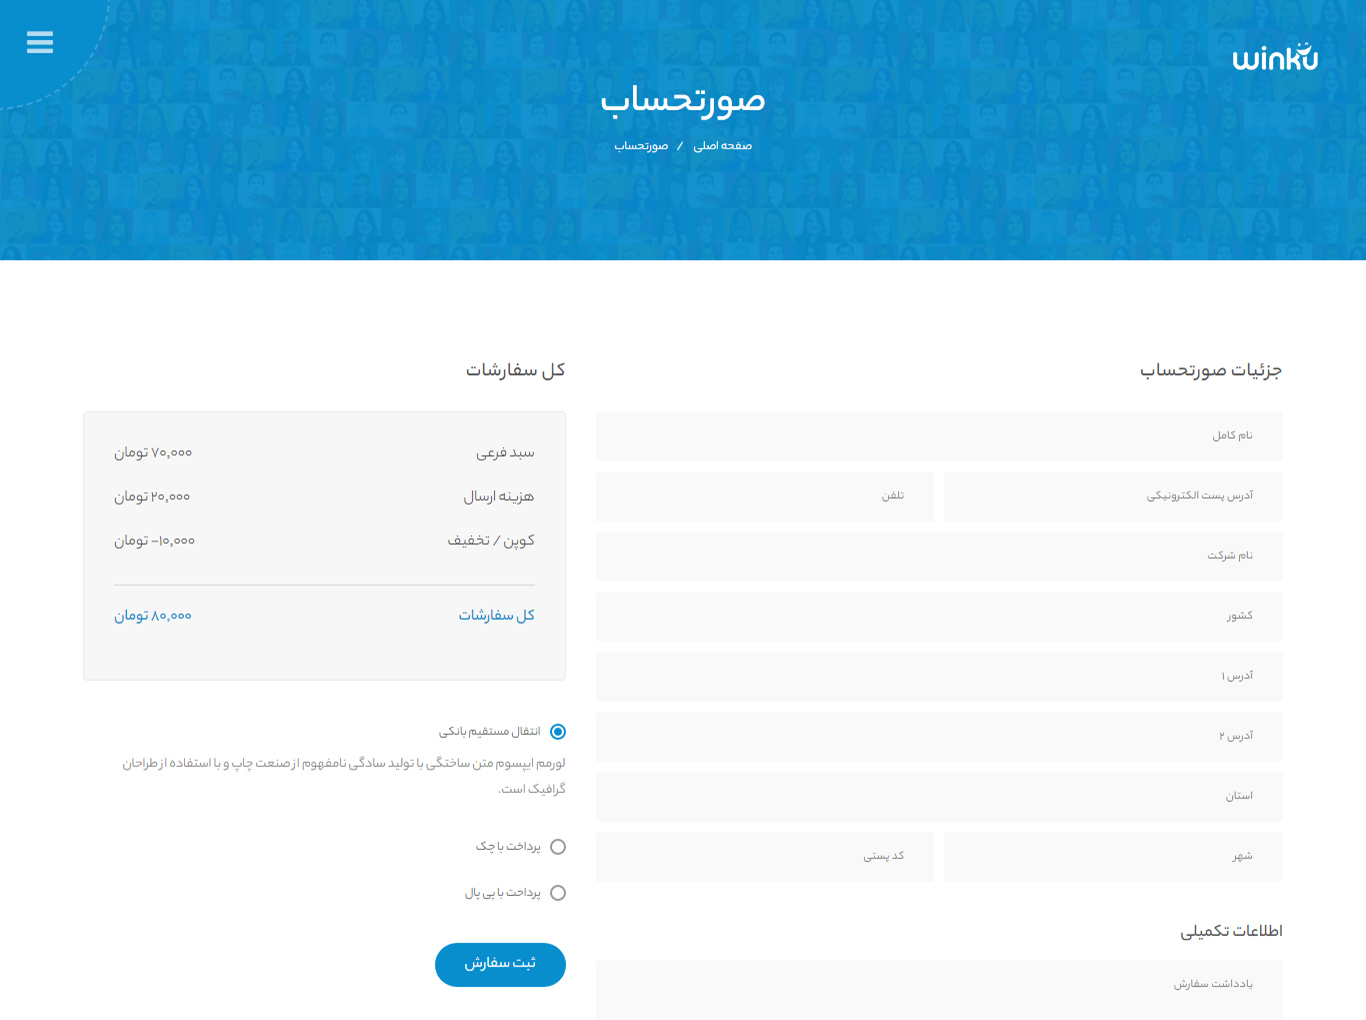 winku
صورتحساب
صفحه اصلی / صورتحساب
جزئیات صورتحساب
نام کامل
آدرس پست الکترونیکی
تلفن
نام شرکت
کشور
آدرس ۱
آدرس ۲
استان
شهر
کد پستی
اطلاعات تکمیلی
یادداشت سفارش
کل سفارشات
سبد فرعی ۷۰,۰۰۰ تومان
هزینه ارسال ۲۰,۰۰۰ تومان
کوپن / تخفیف ۱۰,۰۰۰- تومان
کل سفارشات ۸۰,۰۰۰ تومان
انتقال مستقیم بانکی
لورم ایپسوم متن ساختگی با تولید سادگی نامفهوم از صنعت چاپ و با استفاده از طراحان
گرافیک است.
پرداخت با چک
پرداحت با پی پال
ثبت سفارش